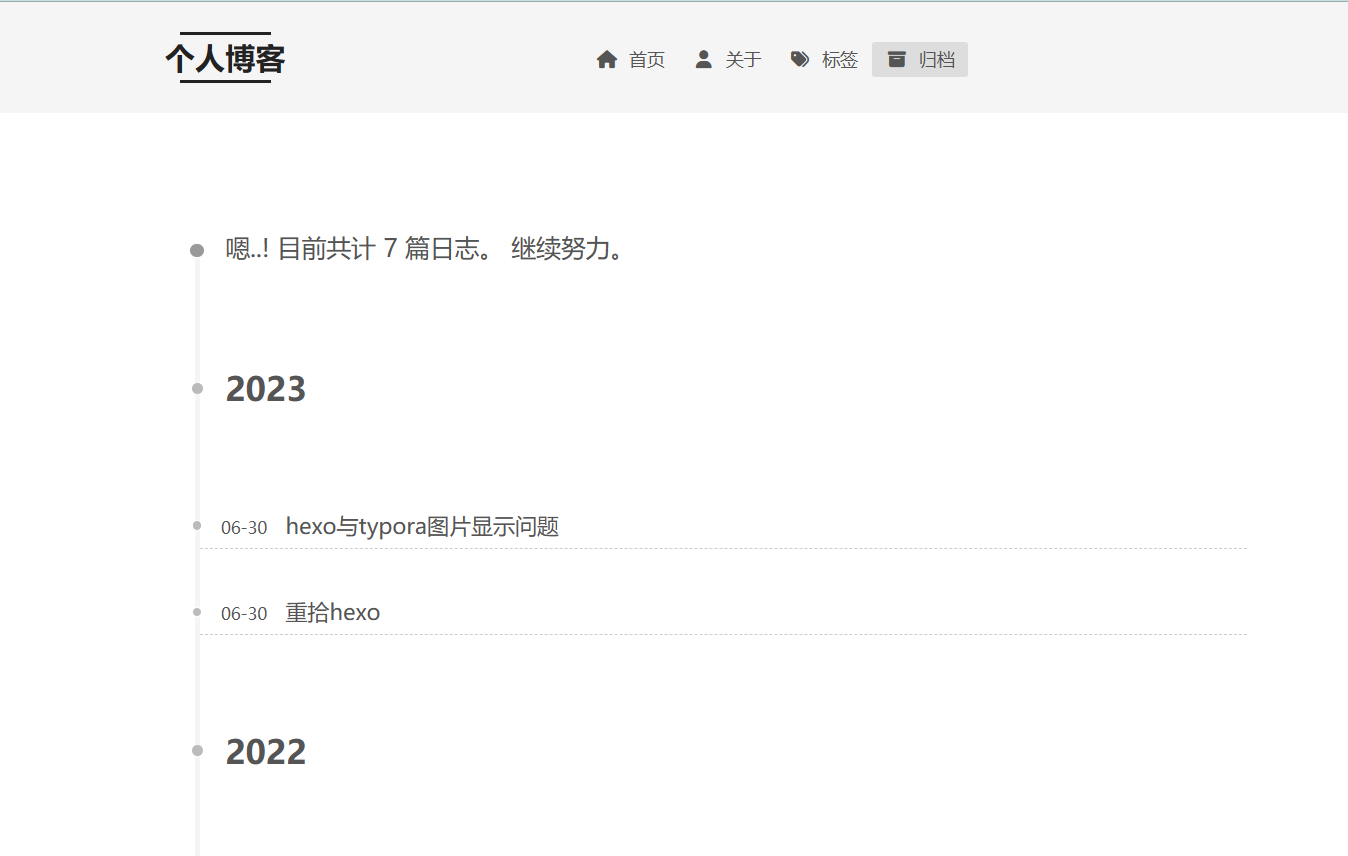 个人博客
首页 关于 标签 归档
嗯..! 目前共计 7 篇日志。 继续努力。
2023
06-30 hexo与typora图片显示问题
06-30 重拾hexo
2022